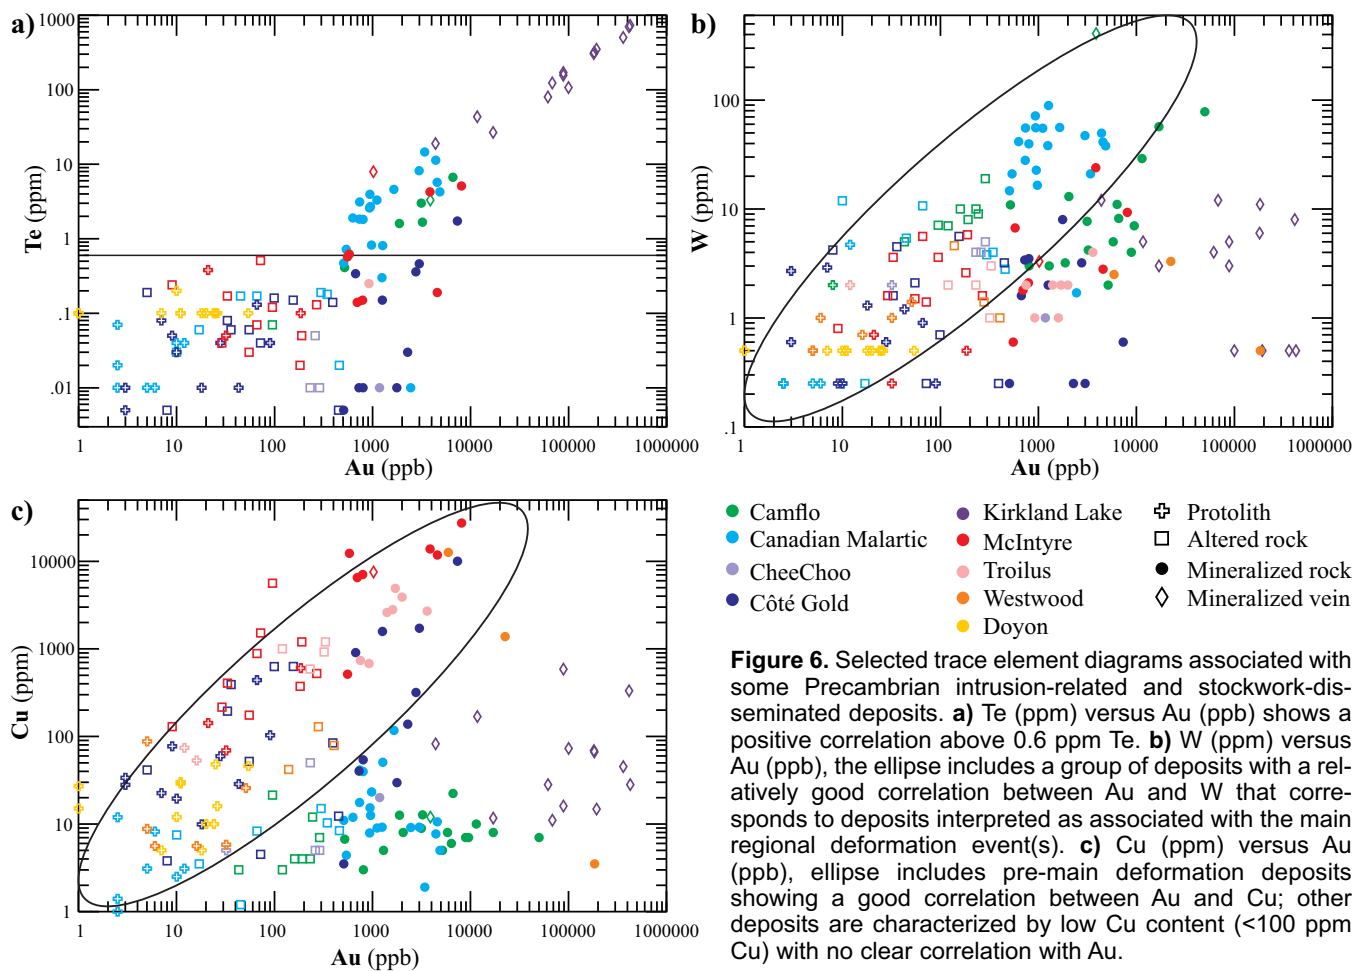 a)
1000
100
10
1
.1
.01
Te (ppm)
1
10
100
1000
10000
100000
1000000
Au (ppb)
b)
100
10
1
.1
W (ppm)
1
10
100
1000
10000
100000
1000000
Au (ppb)
c)
10000
1000
100
10
1
Cu (ppm)
1
10
100
1000
10000
100000
1000000
Au (ppb)
Camflo
Canadian Malartic
CheeChoo
Côté Gold
Kirkland Lake
McIntyre
Troilus
Westwood
Doyon
Protolith
Altered rock
Mineralized rock
Mineralized vein
Figure 6. Selected trace element diagrams associated with
some Precambrian intrusion-related and stockwork-dis-
seminated deposits. a) Te (ppm) versus Au (ppb) shows a
positive correlation above 0.6 ppm Te. b) W (ppm) versus
Au (ppb), the ellipse includes a group of deposits with a rel-
atively good correlation between Au and W that corre-
sponds to deposits interpreted as associated with the main
regional deformation event(s). c) Cu (ppm) versus Au
(ppb), ellipse includes pre-main deformation deposits
showing a good correlation between Au and Cu; other
deposits are characterized by low Cu content (<100 ppm
Cu) with no clear correlation with Au.